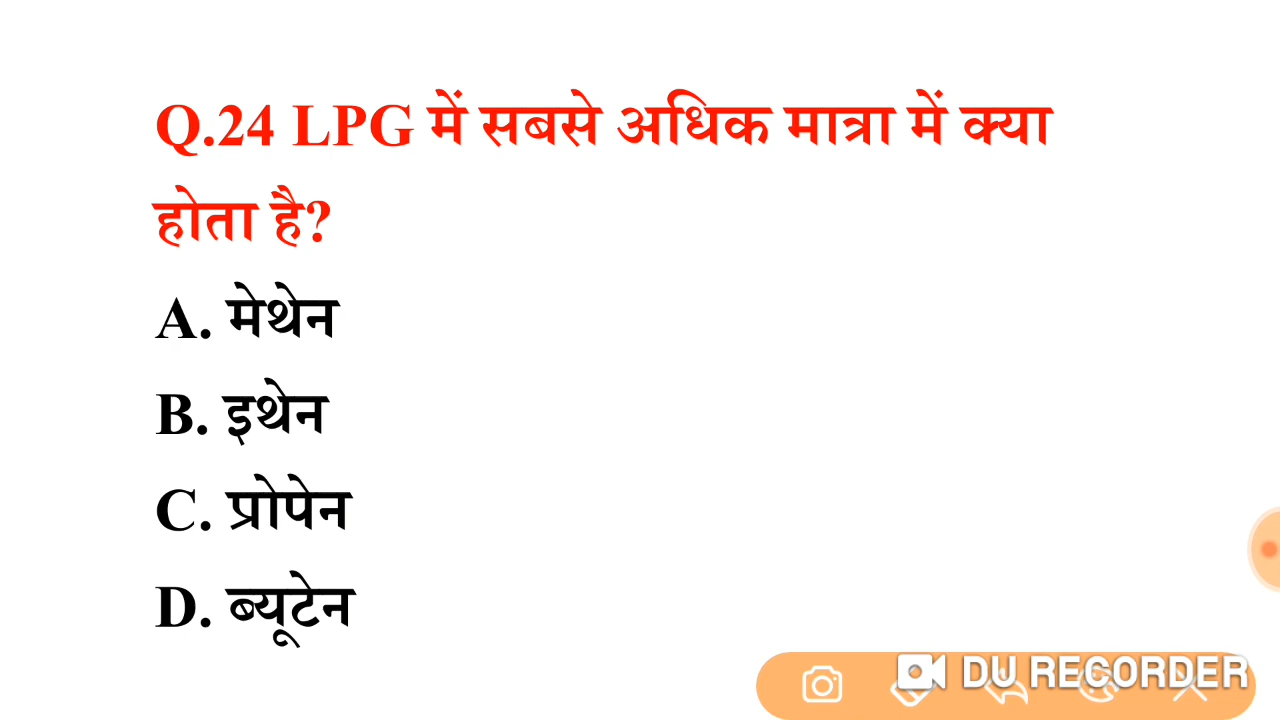 Q.24 LPG में सबसे अधिक मात्रा में क्या
होता है?
A. मेथेन
B. इथेन
C. प्रोपेन
D. ब्यूटेन
DU RECORDER